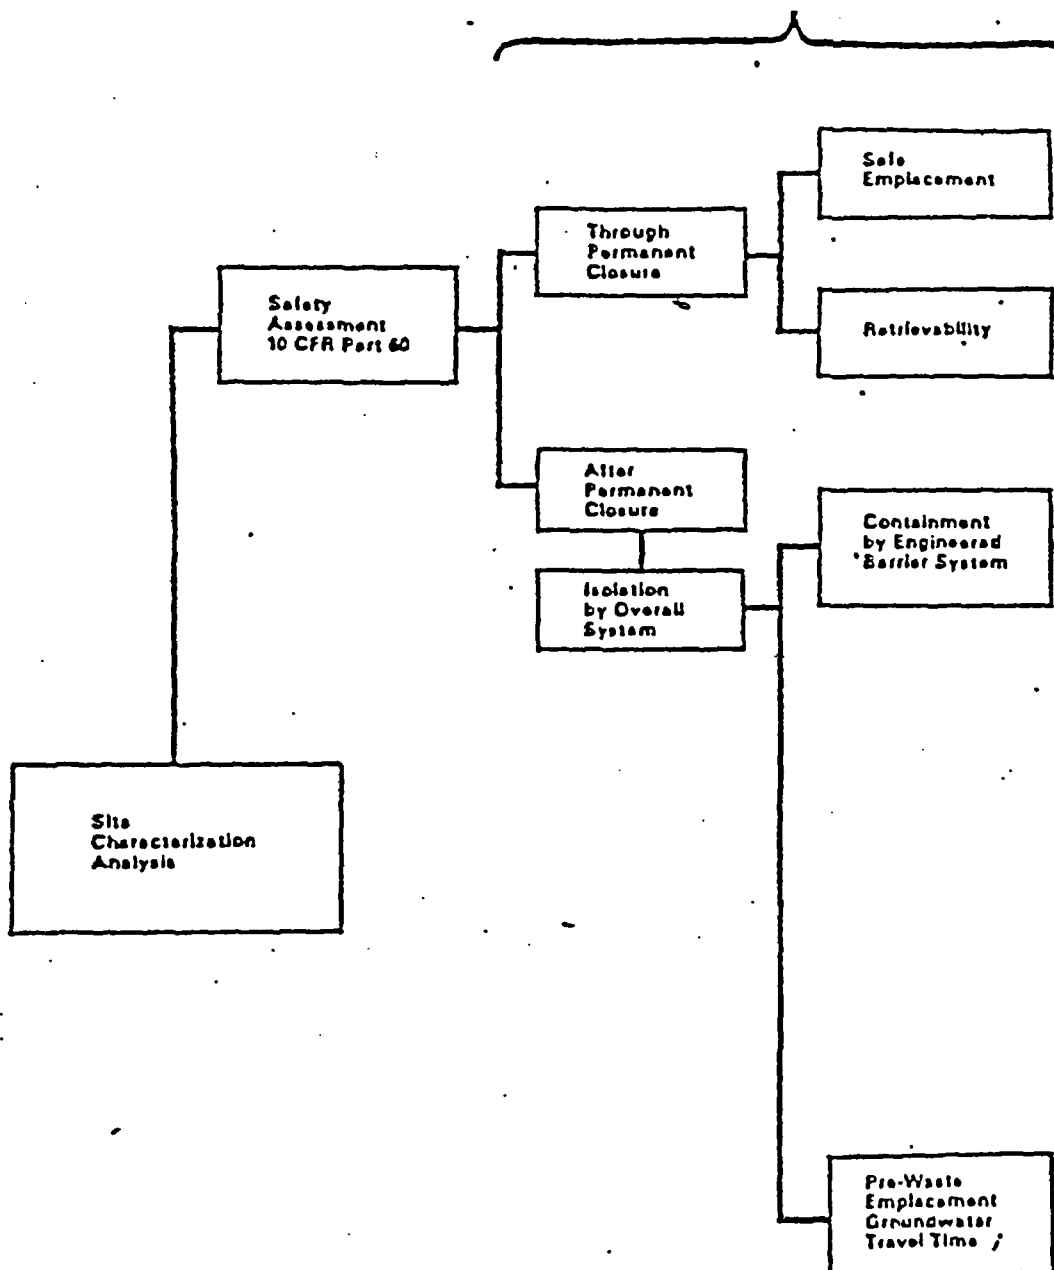 Safe
Emplacement
Through
Permanent
Closure
Safety
Assessment
10 CFR Part 60
Retrievability
After
Permanent
Closure
Containment
by Engineered
Barrier System
Isolation
by Overall
System
Site
Characterization
Analysis
Pre-Waste
Emplacement
Groundwater
Travel Time